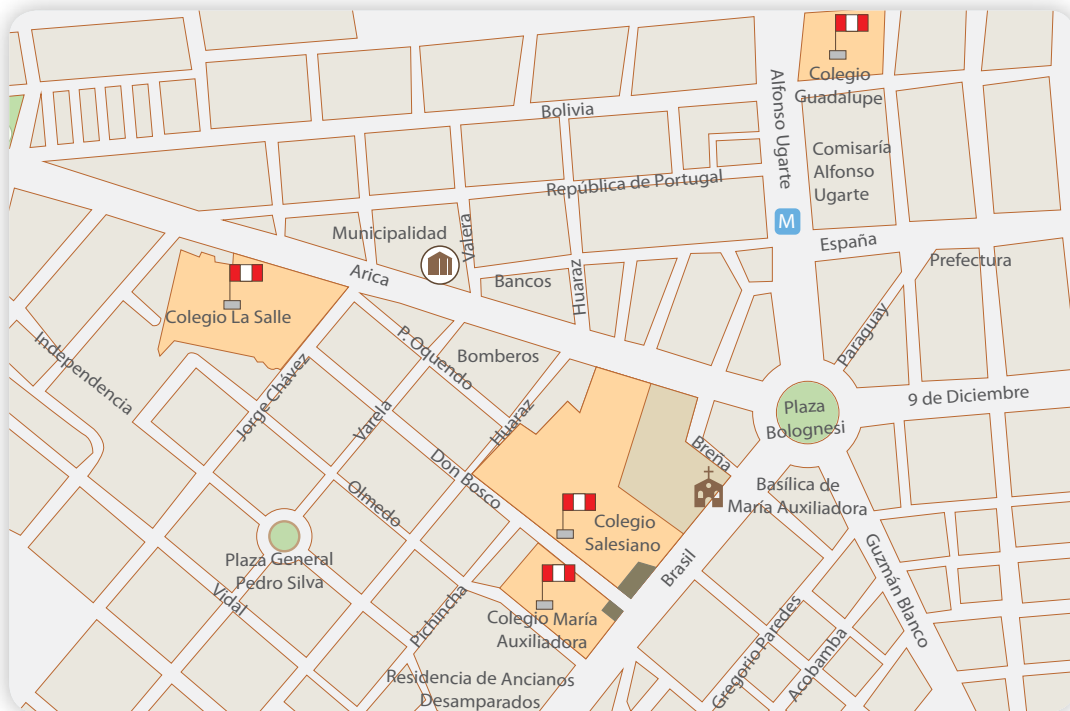 Colegio
Guadalupe
Alfonso Ugarte
Bolivia
Comisaría
Alfonso
Ugarte
República de Portugal
M
Municipalidad
Valera
España
Prefectura
Arica
Bancos
Huaraz
Colegio La Salle
Paraguay
Independencia
P. Oquendo
Bomberos
Jorge Chávez
Varela
Huaraz
9 de Diciembre
Plaza
Bolognesi
Breña
Don Bosco
Basílica de
María Auxiliadora
Olmedo
Colegio
Salesiano
Guzmán Blanco
Plaza General
Pedro Silva
Brasil
Vidal
Pichincha
Colegio María
Auxiliadora
Gregorio Paredes
Acobamba
Residencia de Ancianos
Desamparados